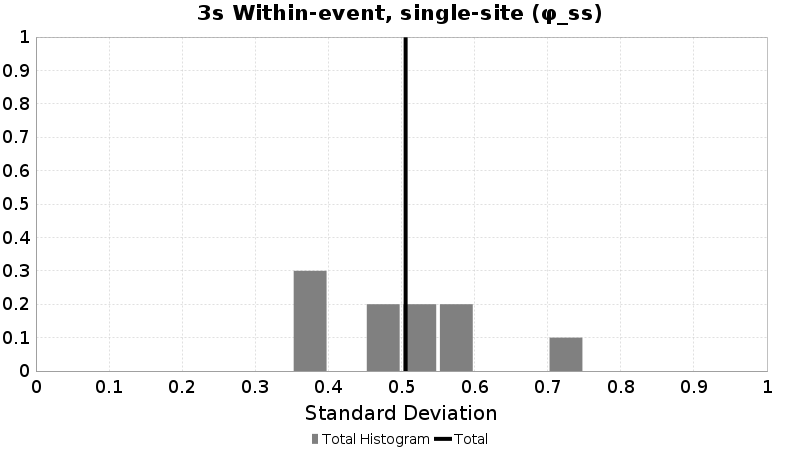 3s Within-event, single-site (φ_ss)
1
0.9
0.8
0.7
0.6
0.5
0.4
0.3
0.2
0.1
0
0 0.1 0.2 0.3 0.4 0.5 0.6 0.7 0.8 0.9 1
Standard Deviation
Total Histogram Total